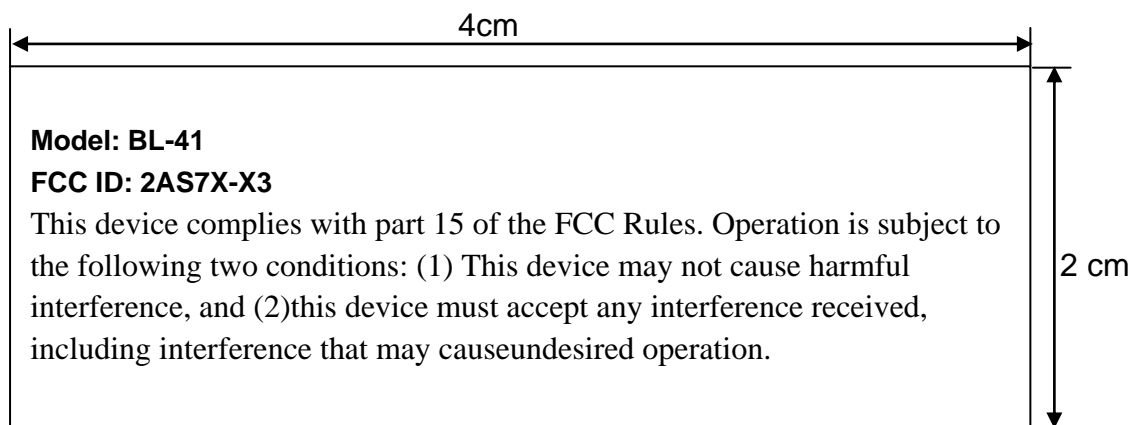 4cm
Model: BL-41
FCC ID: 2AS7X-X3
This device complies with part 15 of the FCC Rules. Operation is subject to
the following two conditions: (1) This device may not cause harmful
interference, and (2)this device must accept any interference received,
including interference that may causeundesired operation.
2 cm